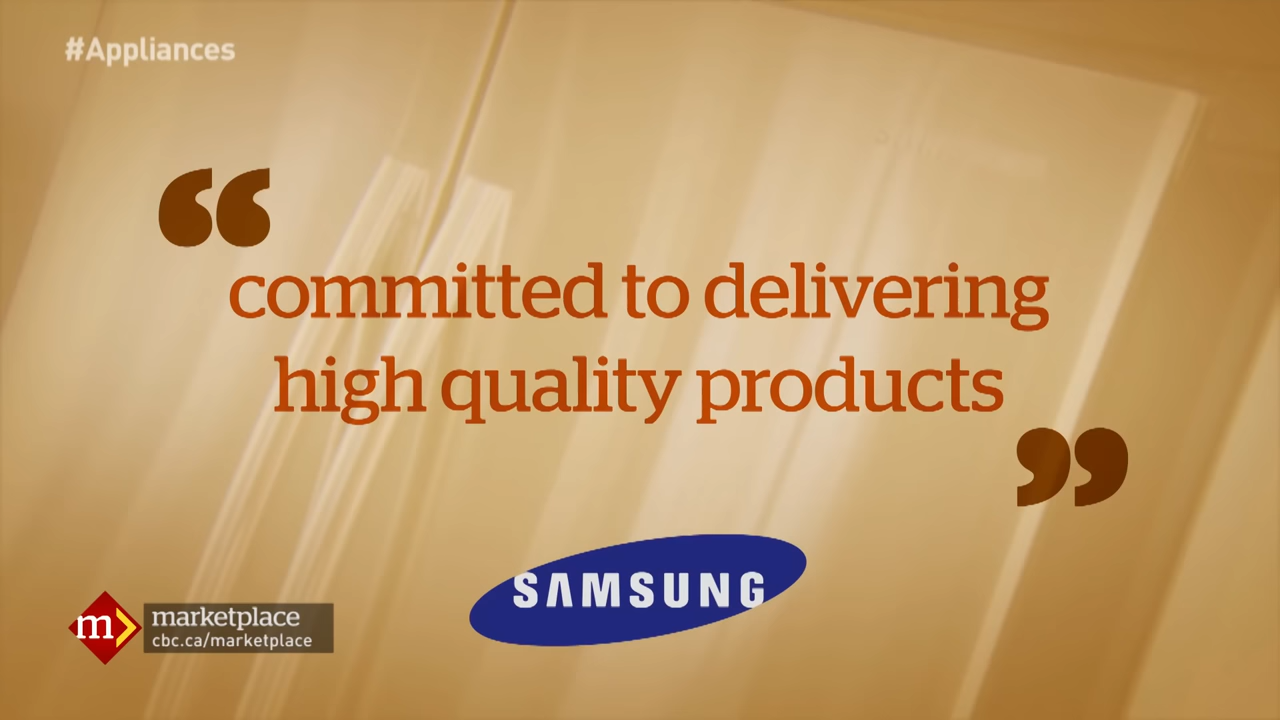 #Appliances
“
committed to delivering
high quality products
”
SAMSUNG
m
marketplace
cbc.ca/marketplace